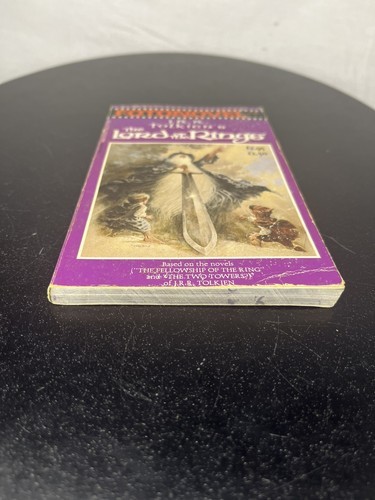 J.R.R.
Tolkien's
The
Lord of the Rings
Based on the novels
"THE FELLOWSHIP OF THE RING"
and "THE TWO TOWERS"
of J.R.R. TOLKIEN